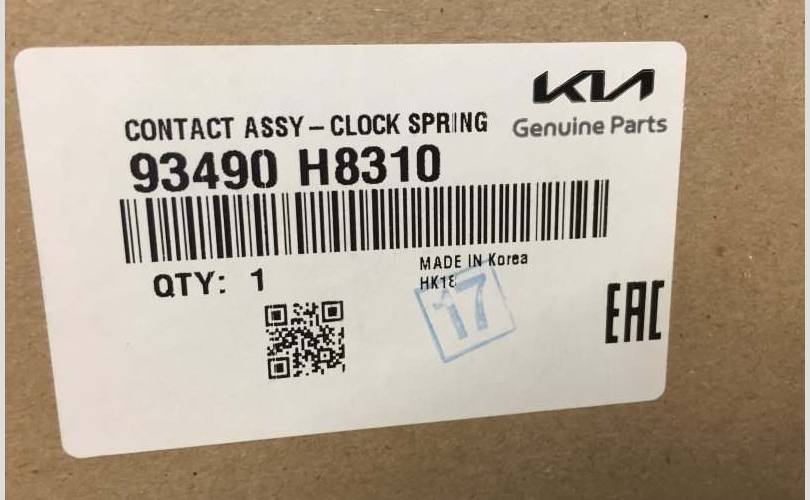 KIA
Genuine Parts
CONTACT ASSY – CLOCK SPRING
93490 H8310
QTY: 1
MADE IN Korea
HK18
17
EAC